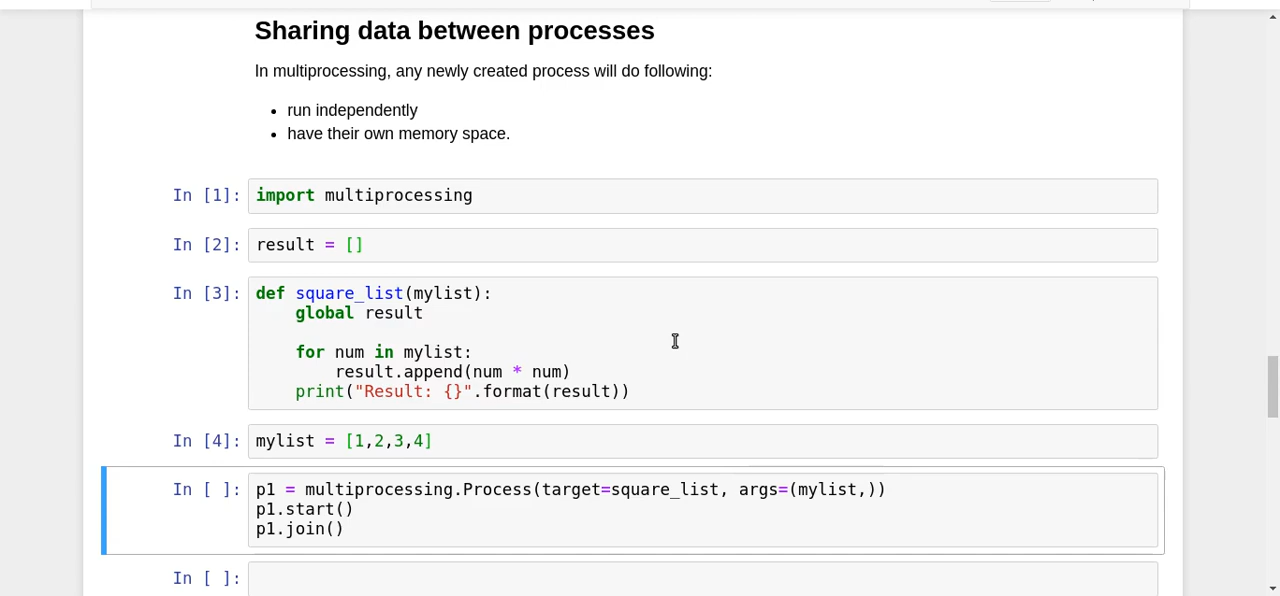 Sharing data between processes
In multiprocessing, any newly created process will do following:
• run independently
• have their own memory space.
In [1]: import multiprocessing
In [2]: result = []
In [3]: def square_list(mylist):
    global result
    for num in mylist:
        result.append(num * num)
    print("Result: {}".format(result))
In [4]: mylist = [1,2,3,4]
In [ ]: p1 = multiprocessing.Process(target=square_list, args=(mylist,))
p1.start()
p1.join()
In [ ]: